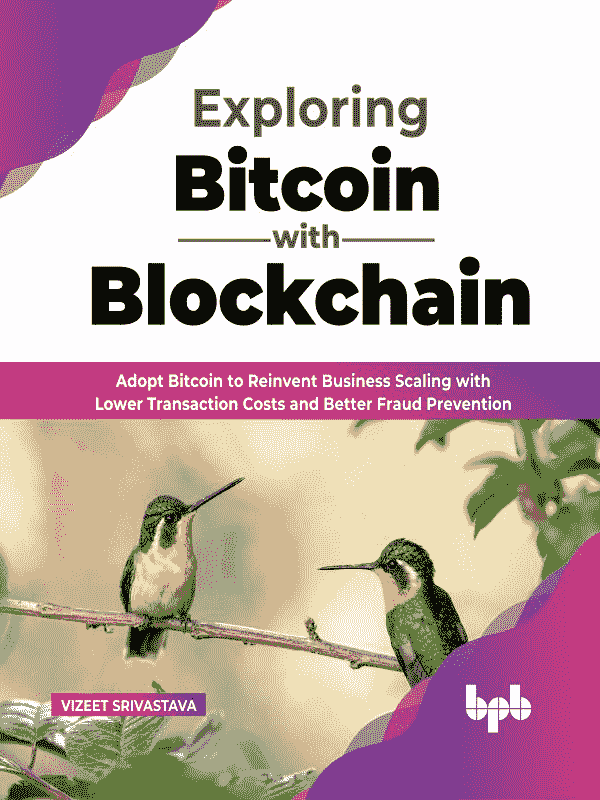 Exploring
Bitcoin
with
Blockchain
Adopt Bitcoin to Reinvent Business Scaling with
Lower Transaction Costs and Better Fraud Prevention
VIZEET SRIVASTAVA
bpb